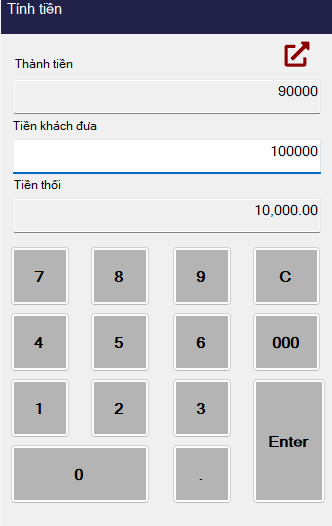 Tính tiền
Thành tiền
90000
Tiền khách đưa
100000
Tiền thối
10,000.00
7 8 9 C
4 5 6 000
1 2 3
Enter
0 .